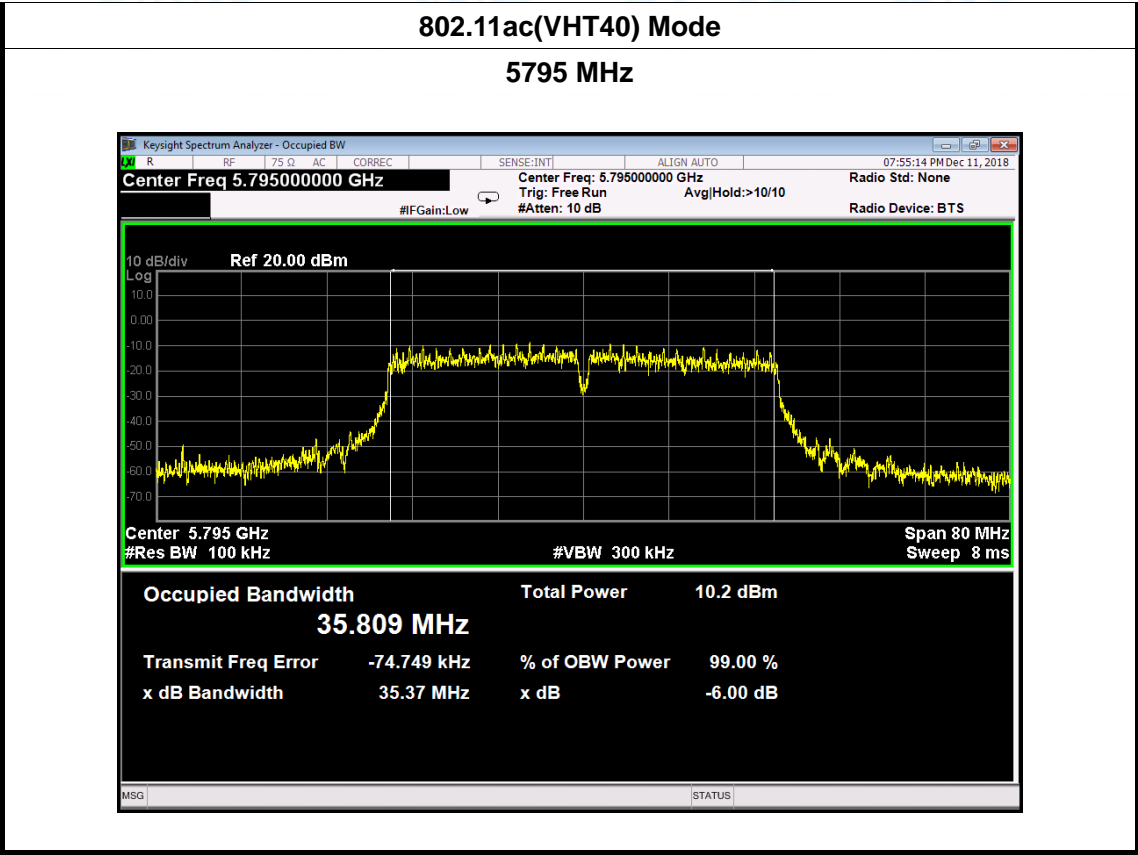 802.11ac(VHT40) Mode
5795 MHz
Keysight Spectrum Analyzer - Occupied BW
LXI R RF 75 Ω AC CORREC SENSE:INT ALIGN AUTO 07:55:14 PM Dec 11, 2018
Center Freq 5.795000000 GHz Center Freq: 5.795000000 GHz Radio Std: None
Trig: Free Run Avg|Hold:>10/10
#IFGain:Low #Atten: 10 dB Radio Device: BTS
10 dB/div Ref 20.00 dBm
Log
10.0
0.00
-10.0
-20.0
-30.0
-40.0
-50.0
-60.0
-70.0
Center 5.795 GHz Span 80 MHz
#Res BW 100 kHz #VBW 300 kHz Sweep 8 ms
Occupied Bandwidth Total Power 10.2 dBm
35.809 MHz
Transmit Freq Error -74.749 kHz % of OBW Power 99.00 %
x dB Bandwidth 35.37 MHz x dB -6.00 dB
MSG STATUS